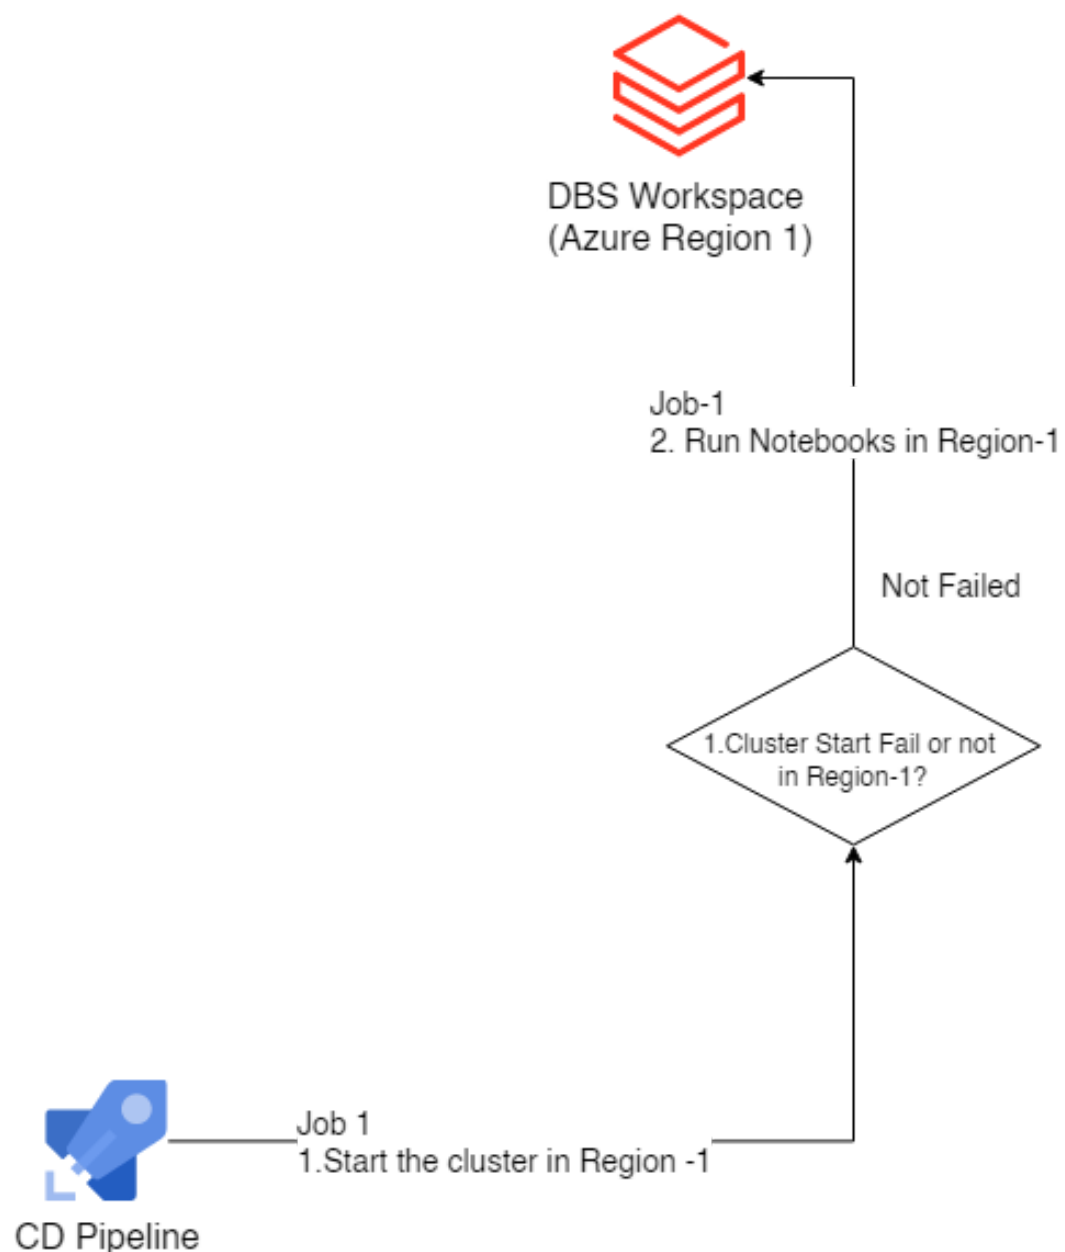 DBS Workspace
(Azure Region 1)
Job-1
2. Run Notebooks in Region-1
Not Failed
1.Cluster Start Fail or not
in Region-1?
Job 1
1.Start the cluster in Region -1
CD Pipeline